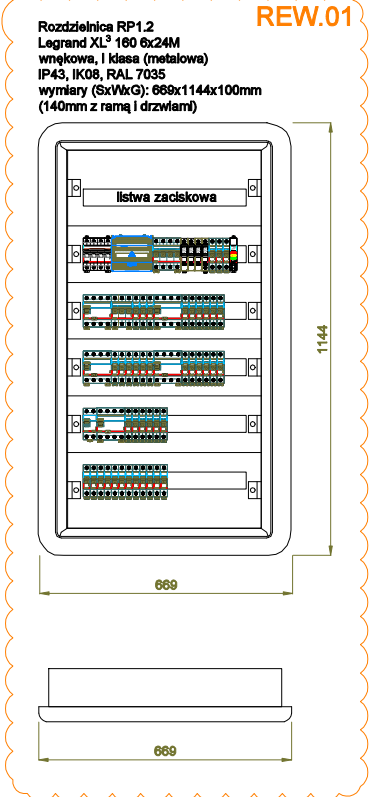 REW.01
Rozdzielnica RP1.2
Legrand XL³ 160 6x24M
wnękowa, I klasa (metalowa)
IP43, IK08, RAL 7035
wymiary (SxWxG): 669x1144x100mm
(140mm z ramą i drzwiami)
listwa zaciskowa
1144
669
669